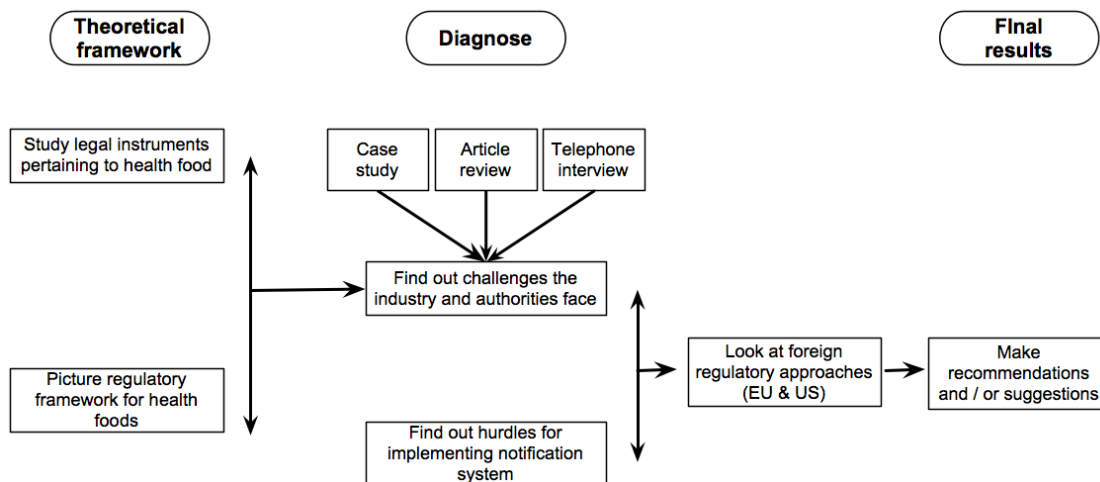 Theoretical
framework
Diagnose
FInal
results
Study legal instruments
pertaining to health food
Case
study
Article
review
Telephone
interview
Find out challenges the
industry and authorities face
Picture regulatory
framework for health
foods
Look at foreign
regulatory approaches
(EU & US)
Make
recommendations
and / or suggestions
Find out hurdles for
implementing notification
system